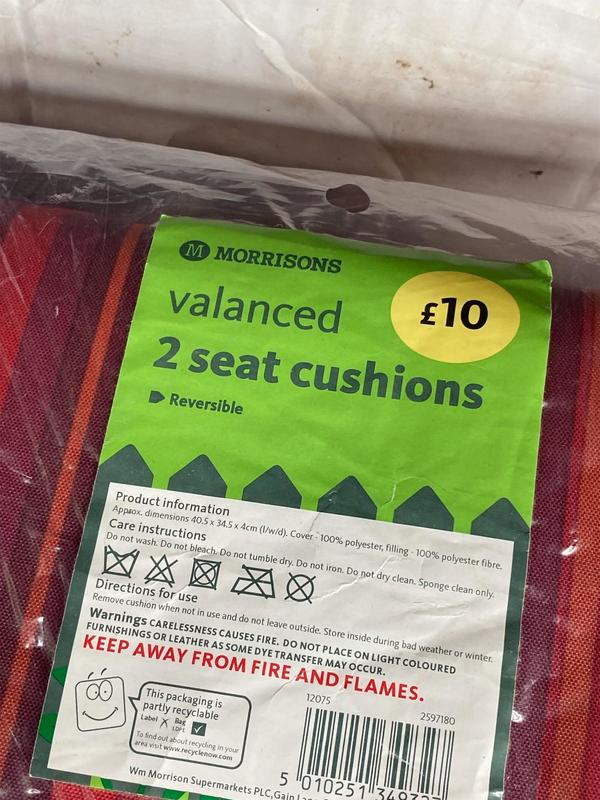 M MORRISONS
valanced
£10
2 seat cushions
Reversible
Product information
Approx. dimensions 40.5 x 34.5 x 4cm (l/w/d). Cover - 100% polyester, filling - 100% polyester fibre.
Care instructions
Do not wash. Do not bleach. Do not tumble dry. Do not iron. Do not dry clean. Sponge clean only.
Directions for use
Remove cushion when not in use and do not leave outside. Store inside during bad weather or winter.
Warnings CARELESSNESS CAUSES FIRE. DO NOT PLACE ON LIGHT COLOURED
FURNISHINGS OR LEATHER AS SOME DYE TRANSFER MAY OCCUR.
KEEP AWAY FROM FIRE AND FLAMES.
This packaging is
partly recyclable
Label Bag
LDPE
To find out about recycling in your
area visit www.recyclenow.com
12075
2597180
5 010251
Wm Morrison Supermarkets PLC, Gain